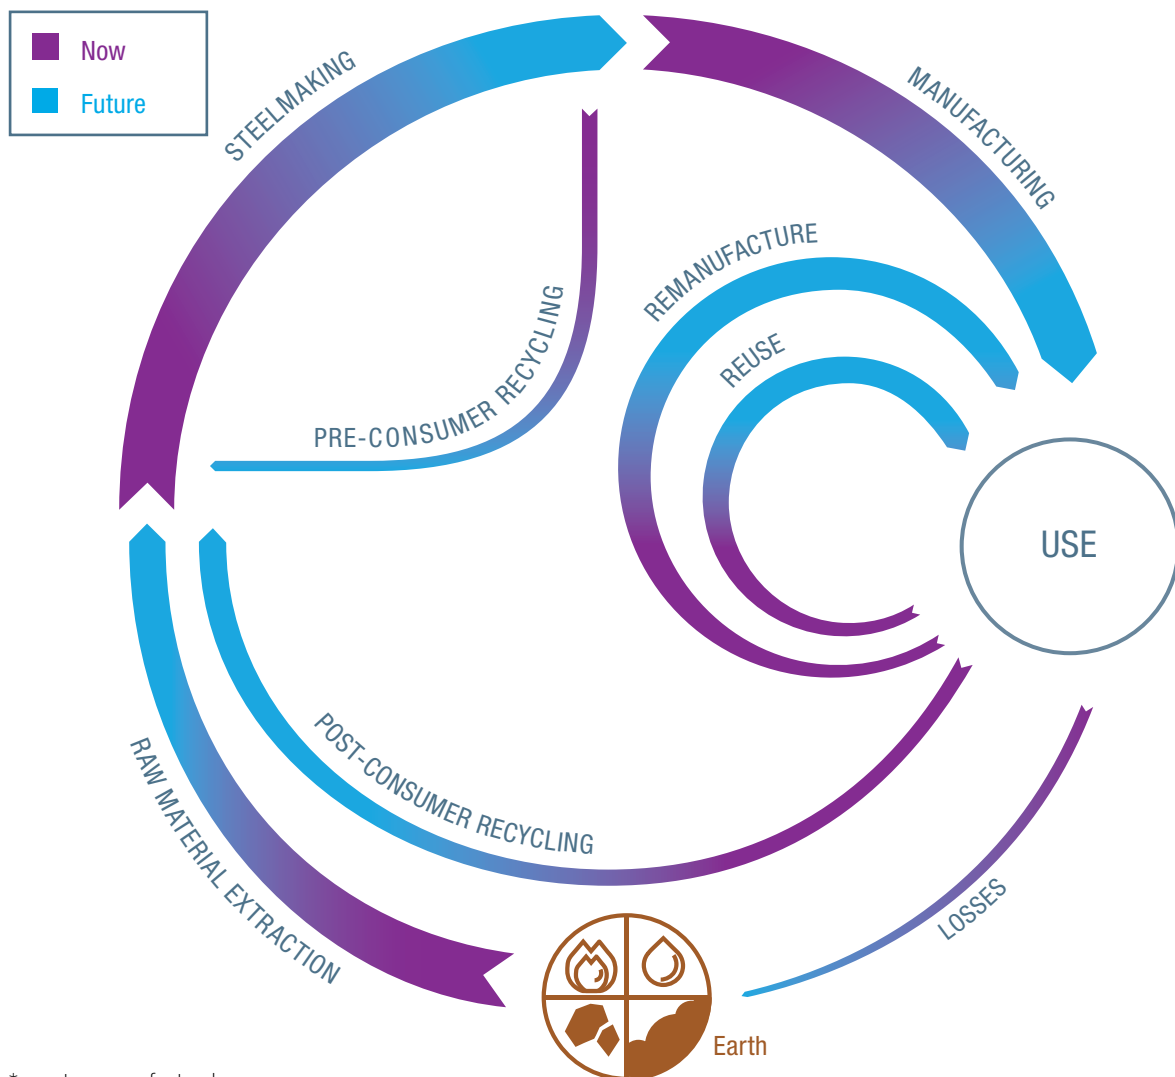 Now
Future
STEELMAKING
MANUFACTURING
REMANUFACTURE
REUSE
PRE-CONSUMER RECYCLING
USE
POST-CONSUMER RECYCLING
RAW MATERIAL EXTRACTION
LOSSES
Earth